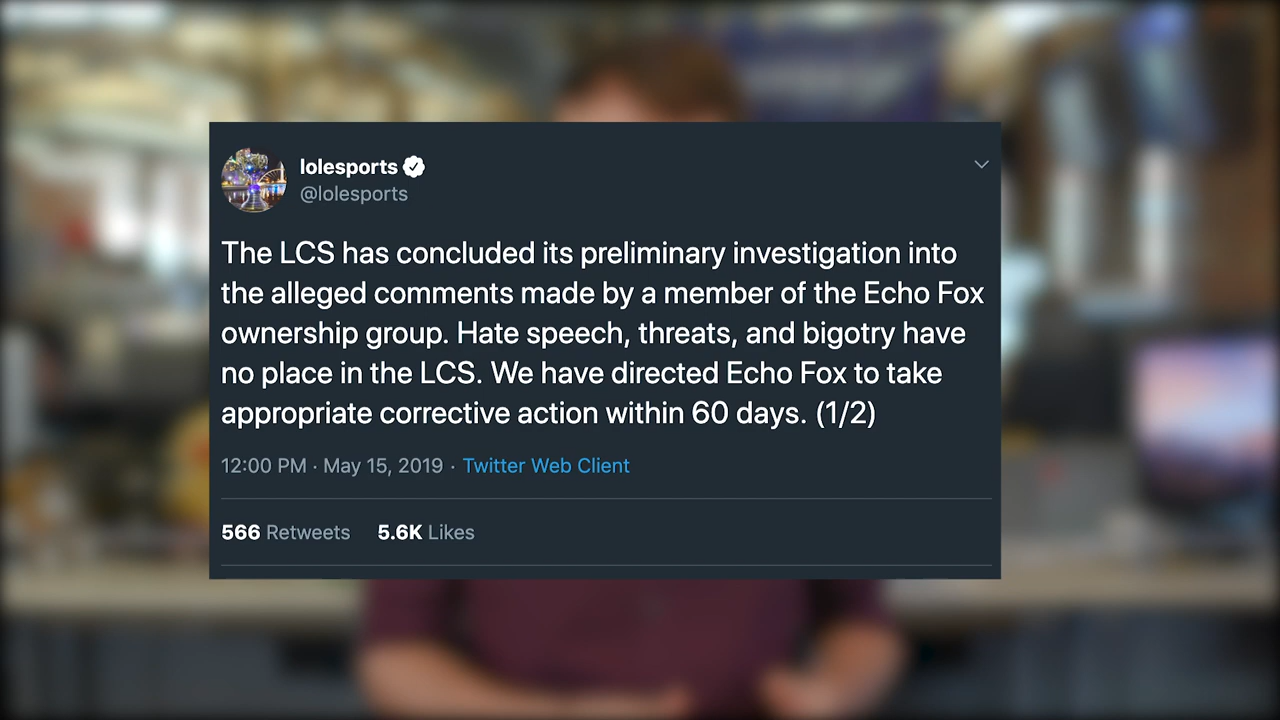 lolesports
@lolesports
The LCS has concluded its preliminary investigation into
the alleged comments made by a member of the Echo Fox
ownership group. Hate speech, threats, and bigotry have
no place in the LCS. We have directed Echo Fox to take
appropriate corrective action within 60 days. (1/2)
12:00 PM · May 15, 2019 · Twitter Web Client
566 Retweets 5.6K Likes